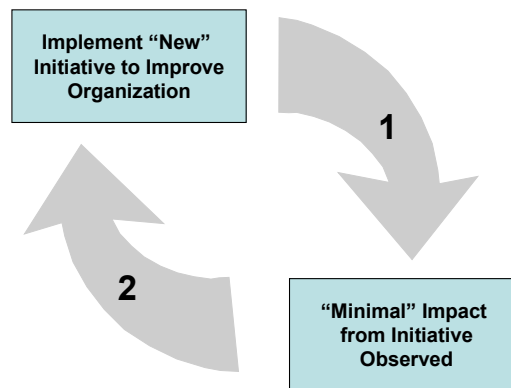 Implement “New”
Initiative to Improve
Organization
1
2
“Minimal” Impact
from Initiative
Observed